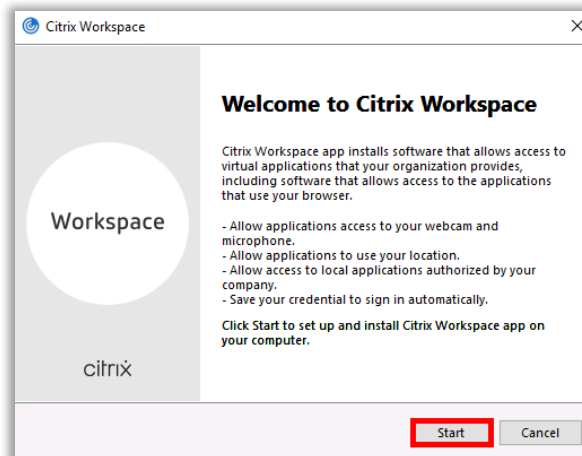 Citrix Workspace
Welcome to Citrix Workspace
Citrix Workspace app installs software that allows access to
virtual applications that your organization provides,
including software that allows access to the applications
that use your browser.
- Allow applications access to your webcam and
microphone.
- Allow applications to use your location.
- Allow access to local applications authorized by your
company.
- Save your credential to sign in automatically.
Click Start to set up and install Citrix Workspace app on
your computer.
Workspace
citrix
Start
Cancel